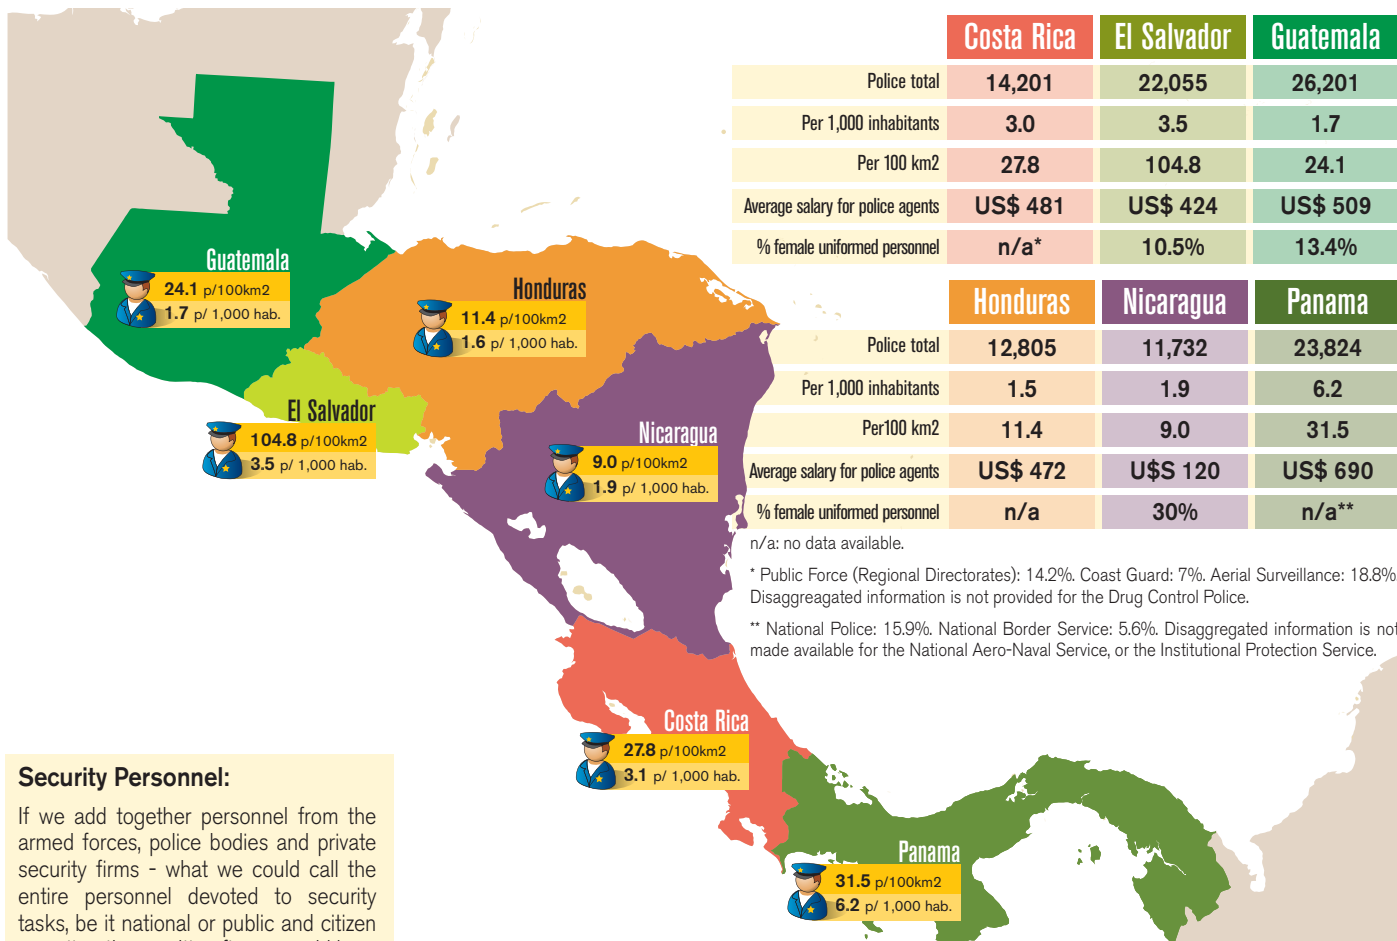 Costa Rica El Salvador Guatemala
Police total 14,201 22,055 26,201
Per 1,000 inhabitants 3.0 3.5 1.7
Per 100 km2 27.8 104.8 24.1
Average salary for police agents US$ 481 US$ 424 US$ 509
% female uniformed personnel n/a* 10.5% 13.4%
Honduras Nicaragua Panama
Police total 12,805 11,732 23,824
Per 1,000 inhabitants 1.5 1.9 6.2
Per100 km2 11.4 9.0 31.5
Average salary for police agents US$ 472 U$S 120 US$ 690
% female uniformed personnel n/a 30% n/a**
n/a: no data available.
* Public Force (Regional Directorates): 14.2%. Coast Guard: 7%. Aerial Surveillance: 18.8%
Disaggreagated information is not provided for the Drug Control Police.
** National Police: 15.9%. National Border Service: 5.6%. Disaggregated information is not
made available for the National Aero-Naval Service, or the Institutional Protection Service.
Guatemala
24.1 p/100km2
1.7 p/ 1,000 hab.
Honduras
11.4 p/100km2
1.6 p/ 1,000 hab.
El Salvador
104.8 p/100km2
3.5 p/ 1,000 hab.
Nicaragua
9.0 p/100km2
1.9 p/ 1,000 hab.
Costa Rica
27.8 p/100km2
3.1 p/ 1,000 hab.
Panama
31.5 p/100km2
6.2 p/ 1,000 hab.
Security Personnel:
If we add together personnel from the
armed forces, police bodies and private
security firms - what we could call the
entire personnel devoted to security
tasks, be it national or public and citizen